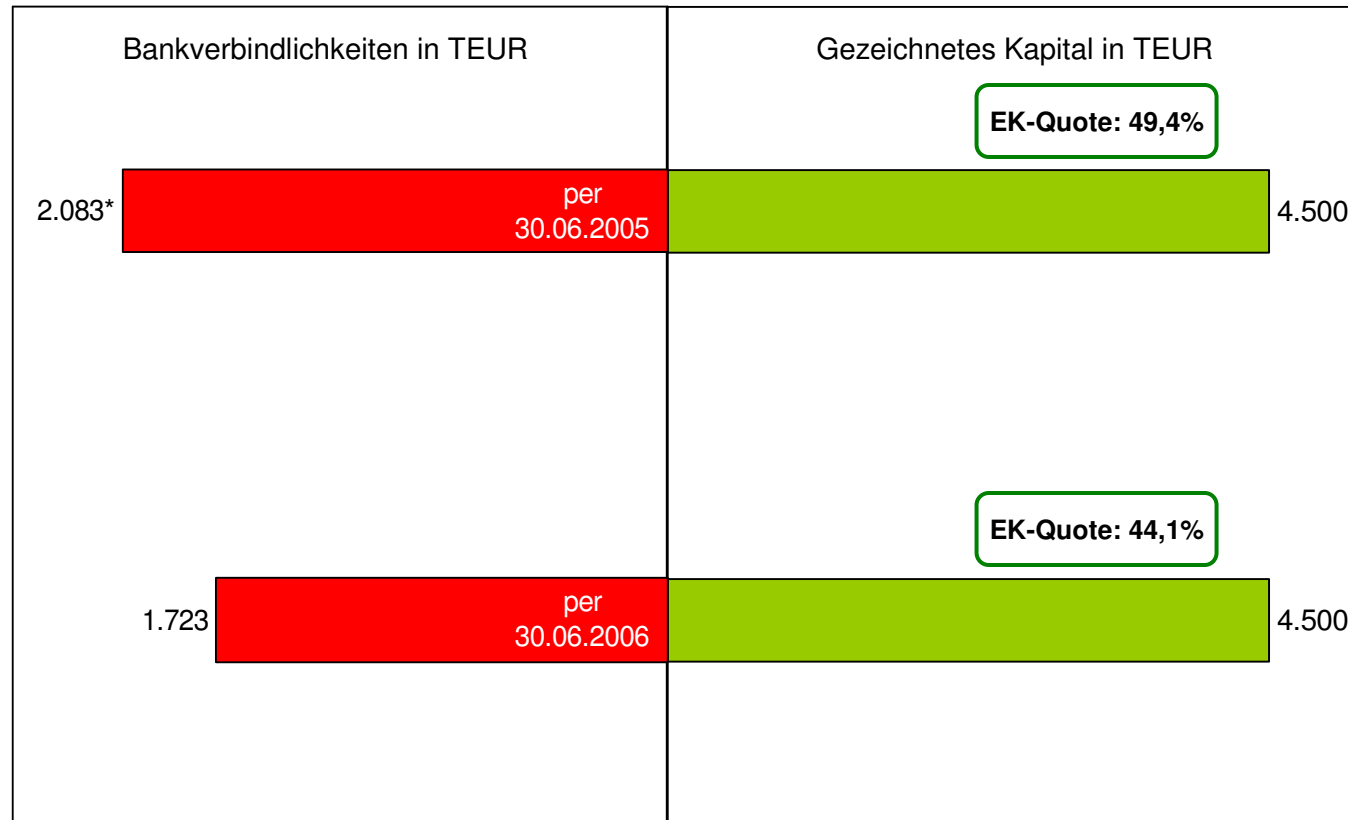 Bankverbindlichkeiten in TEUR
Gezeichnetes Kapital in TEUR
EK-Quote: 49,4%
2.083*
per
30.06.2005
4.500
EK-Quote: 44,1%
1.723
per
30.06.2006
4.500